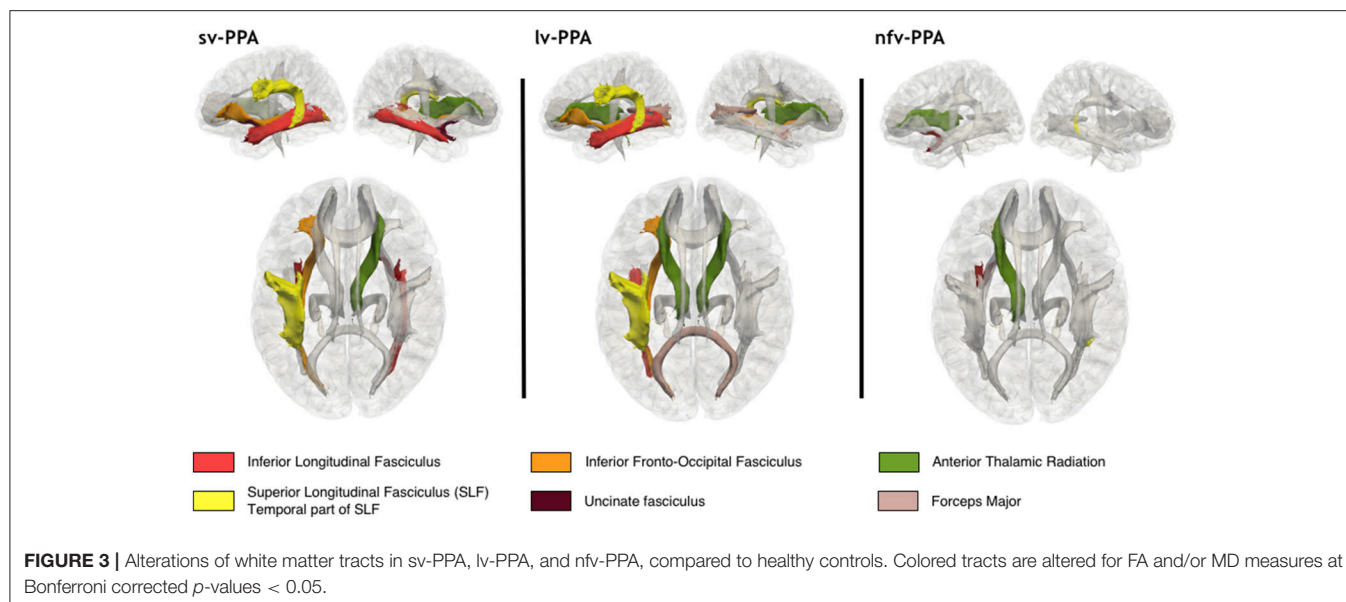 sv-PPA
lv-PPA
nfv-PPA
Inferior Longitudinal Fasciculus
Inferior Fronto-Occipital Fasciculus
Anterior Thalamic Radiation
Superior Longitudinal Fasciculus (SLF)
Temporal part of SLF
Uncinate fasciculus
Forceps Major
FIGURE 3 | Alterations of white matter tracts in sv-PPA, lv-PPA, and nfv-PPA, compared to healthy controls. Colored tracts are altered for FA and/or MD measures at
Bonferroni corrected p-values < 0.05.